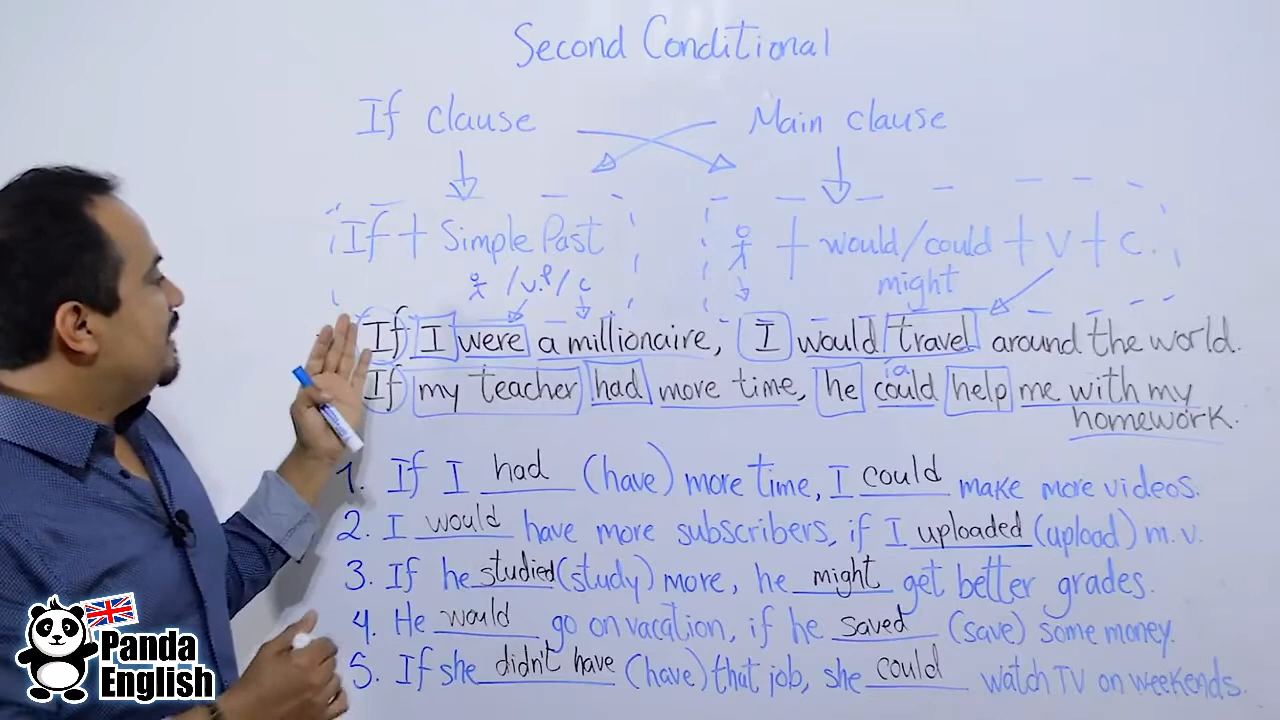 Second Conditional
If clause Main clause
If + Simple Past + would/could + V + C.
/V.P/C might
If I were a millionaire, I would travel around the world.
If my teacher had more time, he could help me with my
homework.
1. If I had (have) more time, I could make more videos.
2. I would have more subscribers, if I uploaded (upload) m.v.
3. If he studied (study) more, he might get better grades.
4. He would go on vacation, if he saved (save) some money.
5. If she didn't have (have) that job, she could watch TV on weekends.
Panda
English